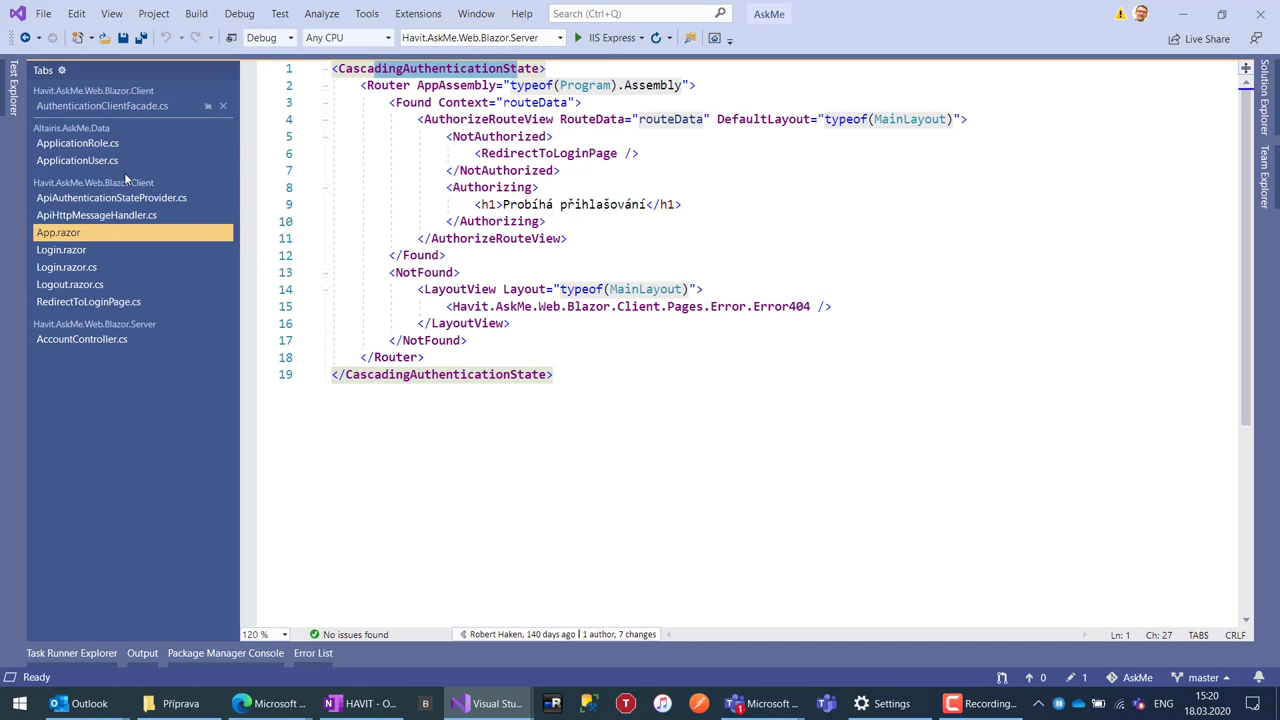 File Edit View Git Project Build Debug Test Analyze Tools Extensions Window Help Search (Ctrl+Q) AskMe
Debug Any CPU Havit.AskMe.Web.Blazor.Server IIS Express Live Share
Test Explorer
Tabs
Havit.AskMe.Web.Blazor.Client
AuthenticationClientFacade.cs
Altairis.AskMe.Data
ApplicationRole.cs
ApplicationUser.cs
Havit.AskMe.Web.Blazor.Client
ApiAuthenticationStateProvider.cs
ApiHttpMessageHandler.cs
App.razor
Login.razor
Login.razor.cs
Logout.razor.cs
RedirectToLoginPage.cs
Havit.AskMe.Web.Blazor.Server
AccountController.cs
1 <CascadingAuthenticationState>
2 <Router AppAssembly="typeof(Program).Assembly">
3 <Found Context="routeData">
4 <AuthorizeRouteView RouteData="routeData" DefaultLayout="typeof(MainLayout)">
5 <NotAuthorized>
6 <RedirectToLoginPage />
7 </NotAuthorized>
8 <Authorizing>
9 <h1>Probíhá přihlašování</h1>
10 </Authorizing>
11 </AuthorizeRouteView>
12 </Found>
13 <NotFound>
14 <LayoutView Layout="typeof(MainLayout)">
15 <Havit.AskMe.Web.Blazor.Client.Pages.Error.Error404 />
16 </LayoutView>
17 </NotFound>
18 </Router>
19 </CascadingAuthenticationState>
Solution Explorer
Team Explorer
120 % No issues found Robert Haken, 140 days ago | 1 author, 7 changes Ln: 1 Ch: 27 TABS CRLF
Task Runner Explorer Output Package Manager Console Error List
Ready 0 1 AskMe master
Outlook Příprava Microsoft ... HAVIT - O... B Visual Stu... Microsoft ... Settings Recording... ENG 15:20
18.03.2020